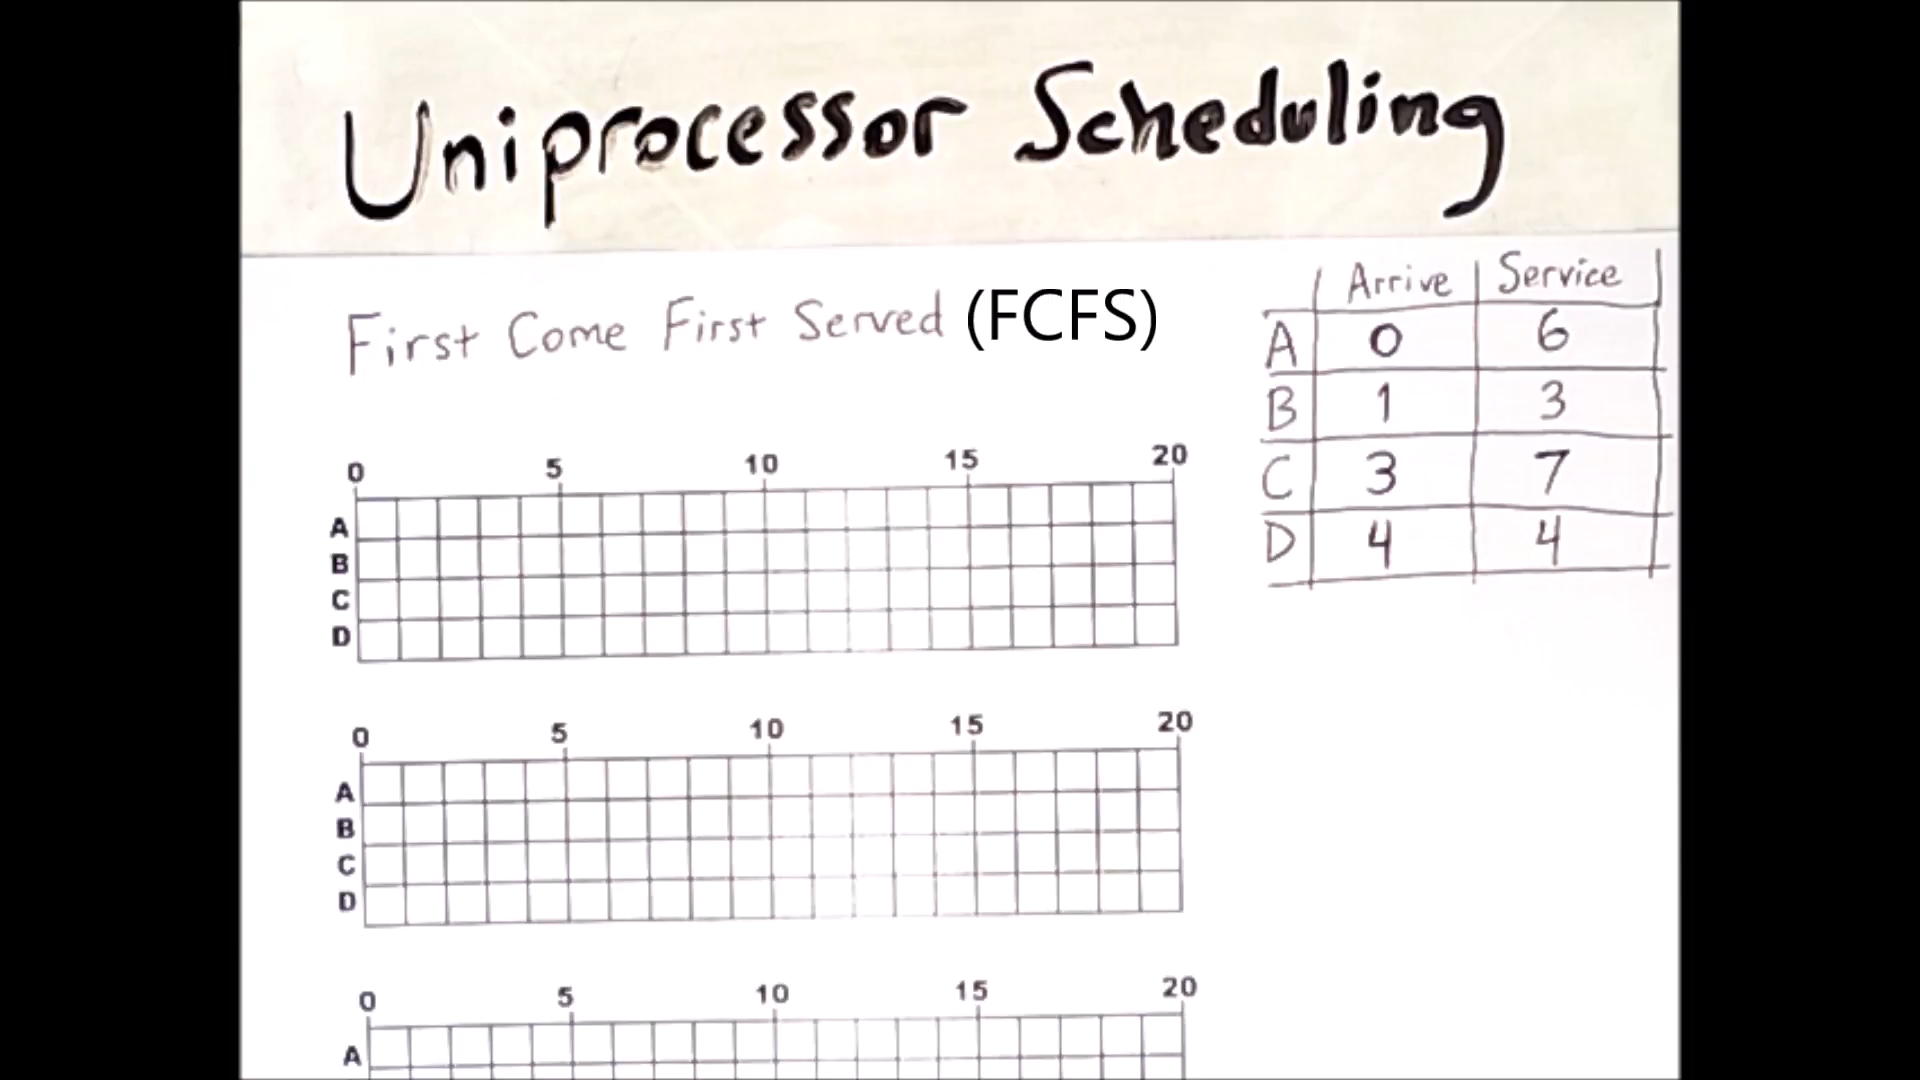 Uniprocessor Scheduling
First Come First Served (FCFS)
Arrive Service
A 0 6
B 1 3
C 3 7
D 4 4
0 5 10 15 20
A
B
C
D
0 5 10 15 20
A
B
C
D
0 5 10 15 20
A